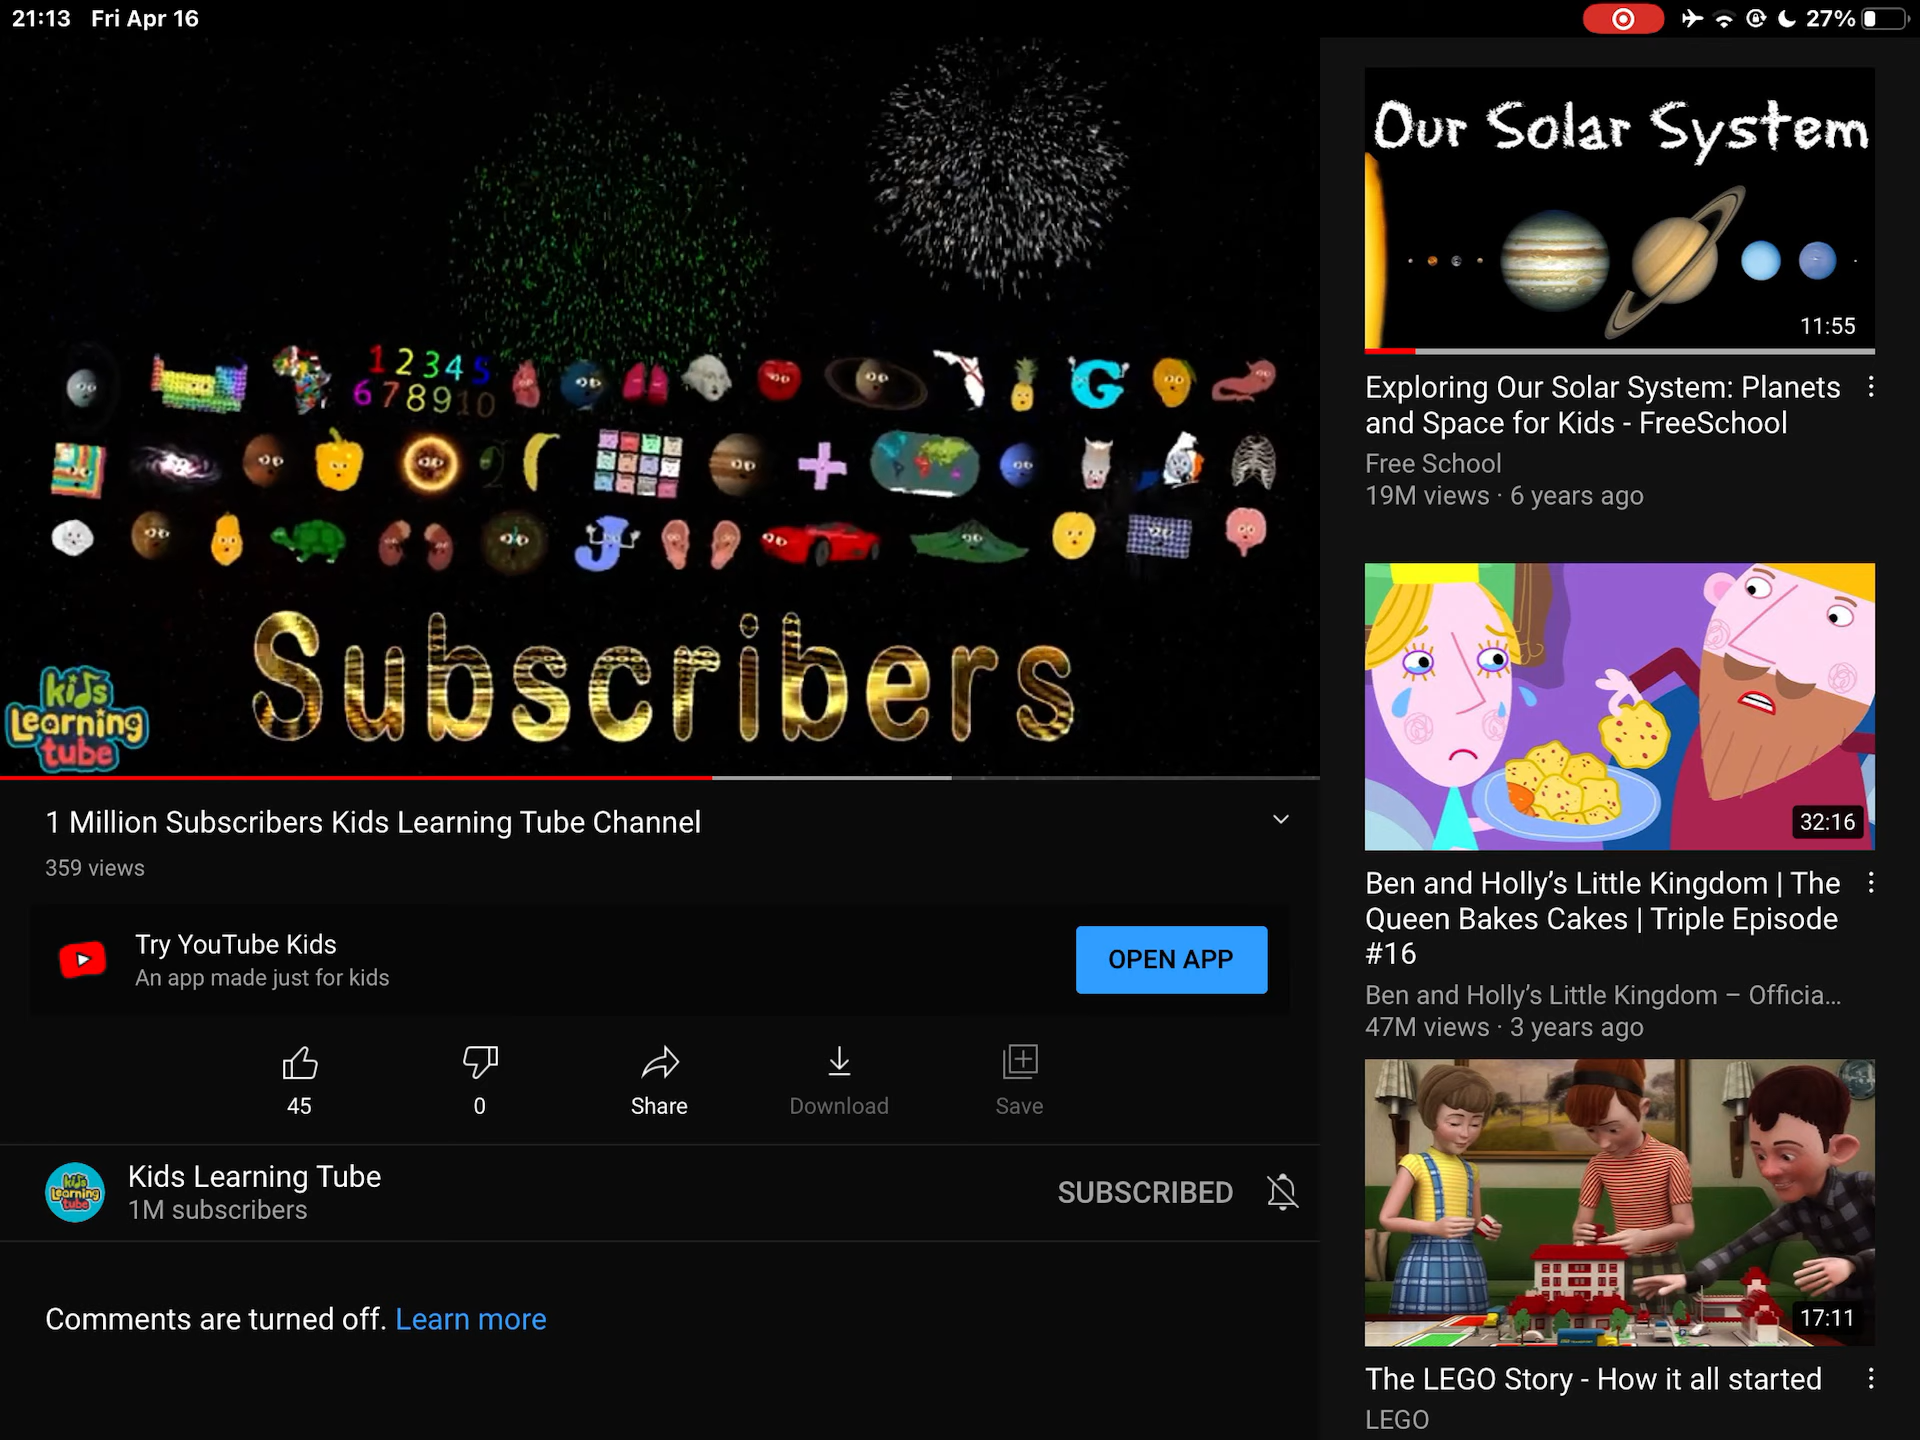 21:13 Fri Apr 16
27%
1 2 3 4 5
6 7 8 9 10
G
J
Subscribers
kids
Learning
tube
1 Million Subscribers Kids Learning Tube Channel
359 views
Try YouTube Kids
An app made just for kids
OPEN APP
45
0
Share
Download
Save
kids
Learning
tube
Kids Learning Tube
1M subscribers
SUBSCRIBED
Comments are turned off. Learn more
Our Solar System
11:55
Exploring Our Solar System: Planets
and Space for Kids - FreeSchool
Free School
19M views · 6 years ago
32:16
Ben and Holly’s Little Kingdom | The
Queen Bakes Cakes | Triple Episode
#16
Ben and Holly’s Little Kingdom – Officia...
47M views · 3 years ago
17:11
The LEGO Story - How it all started
LEGO